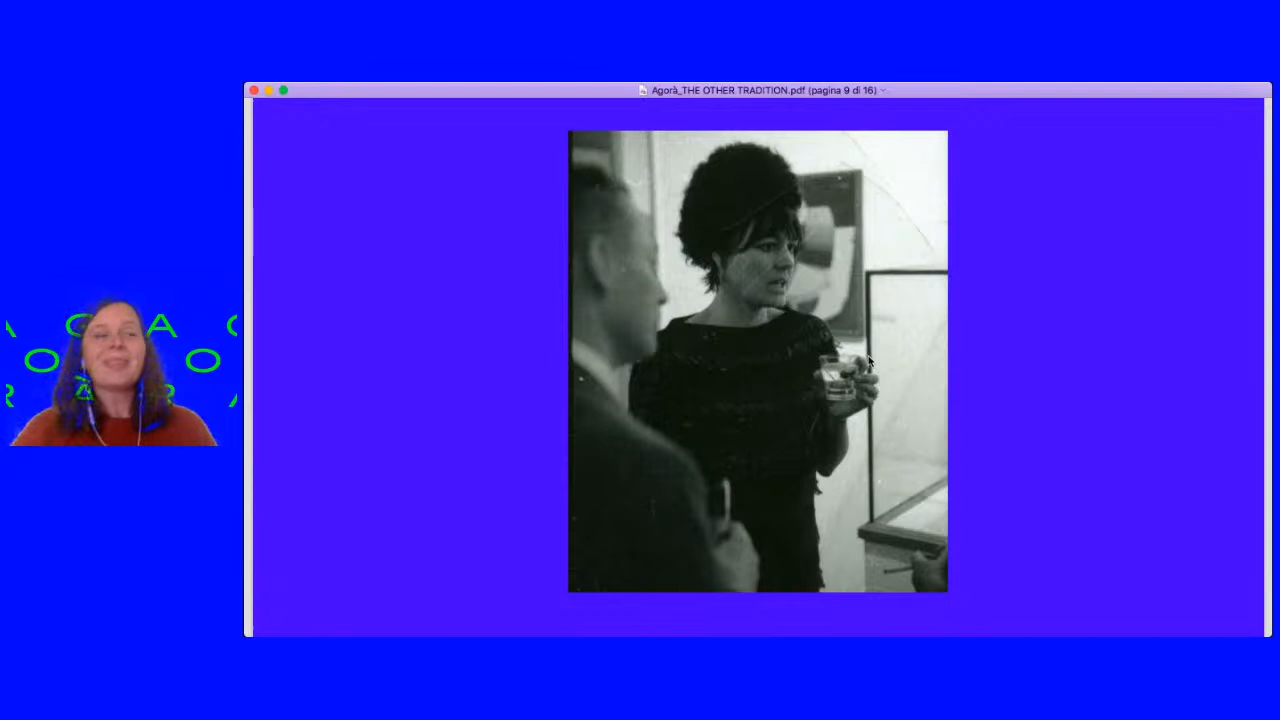 Agorà_THE OTHER TRADITION.pdf (pagina 9 di 16)
A G A
O O
R À R